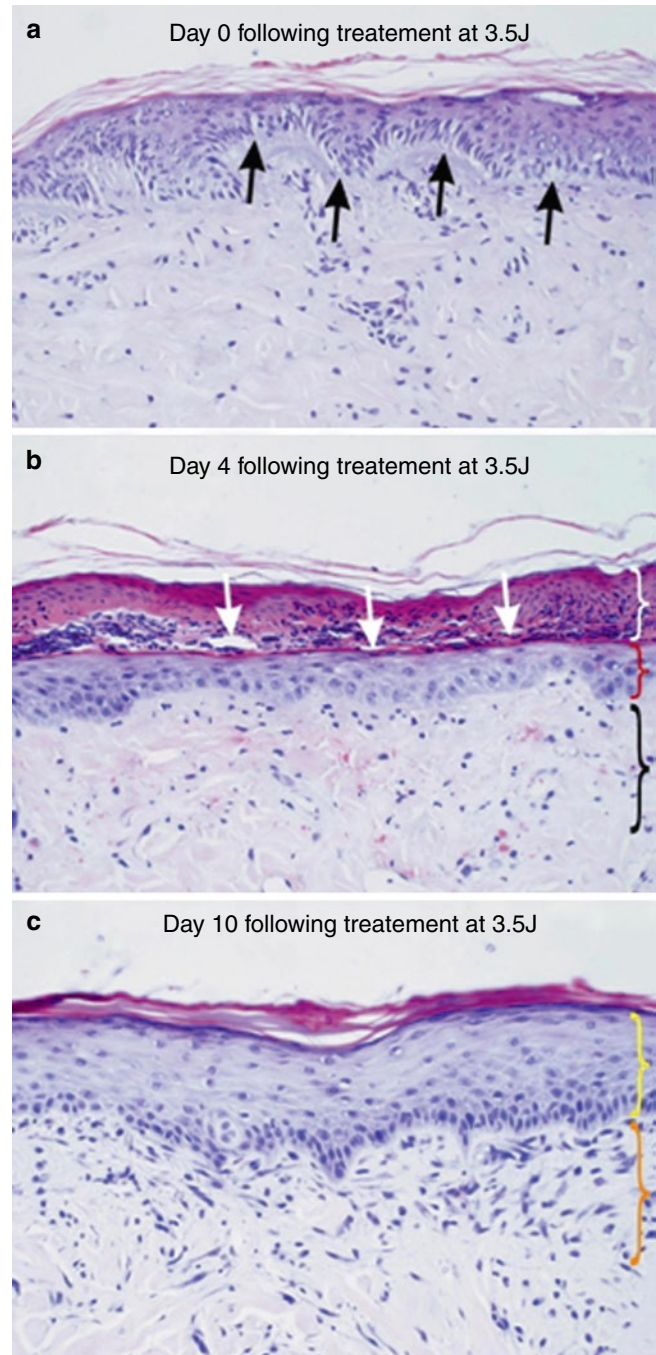 a
Day 0 following treatement at 3.5J
b
Day 4 following treatement at 3.5J
c
Day 10 following treatement at 3.5J